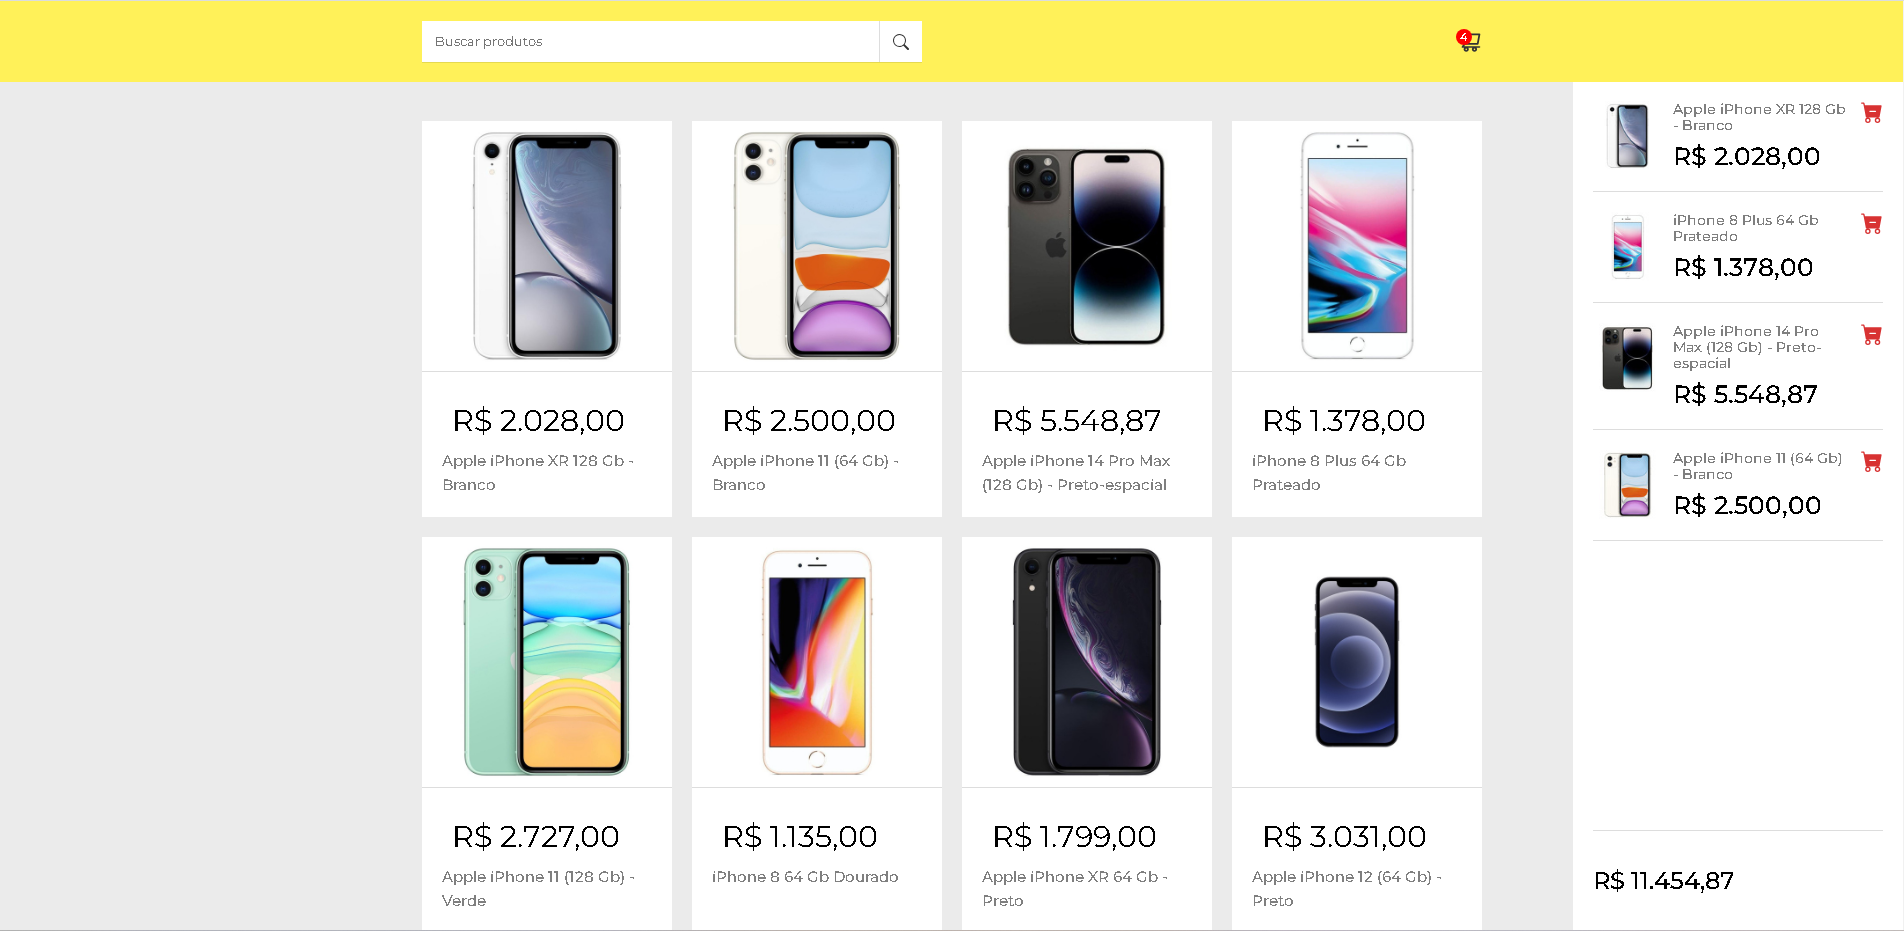 Buscar produtos
4
R$ 2.028,00
Apple iPhone XR 128 Gb -
Branco
R$ 2.500,00
Apple iPhone 11 (64 Gb) -
Branco
R$ 5.548,87
Apple iPhone 14 Pro Max
(128 Gb) - Preto-espacial
R$ 1.378,00
iPhone 8 Plus 64 Gb
Prateado
R$ 2.727,00
Apple iPhone 11 (128 Gb) -
Verde
R$ 1.135,00
iPhone 8 64 Gb Dourado
R$ 1.799,00
Apple iPhone XR 64 Gb -
Preto
R$ 3.031,00
Apple iPhone 12 (64 Gb) -
Preto
Apple iPhone XR 128 Gb
- Branco
R$ 2.028,00
iPhone 8 Plus 64 Gb
Prateado
R$ 1.378,00
Apple iPhone 14 Pro
Max (128 Gb) - Preto-
espacial
R$ 5.548,87
Apple iPhone 11 (64 Gb)
- Branco
R$ 2.500,00
R$ 11.454,87